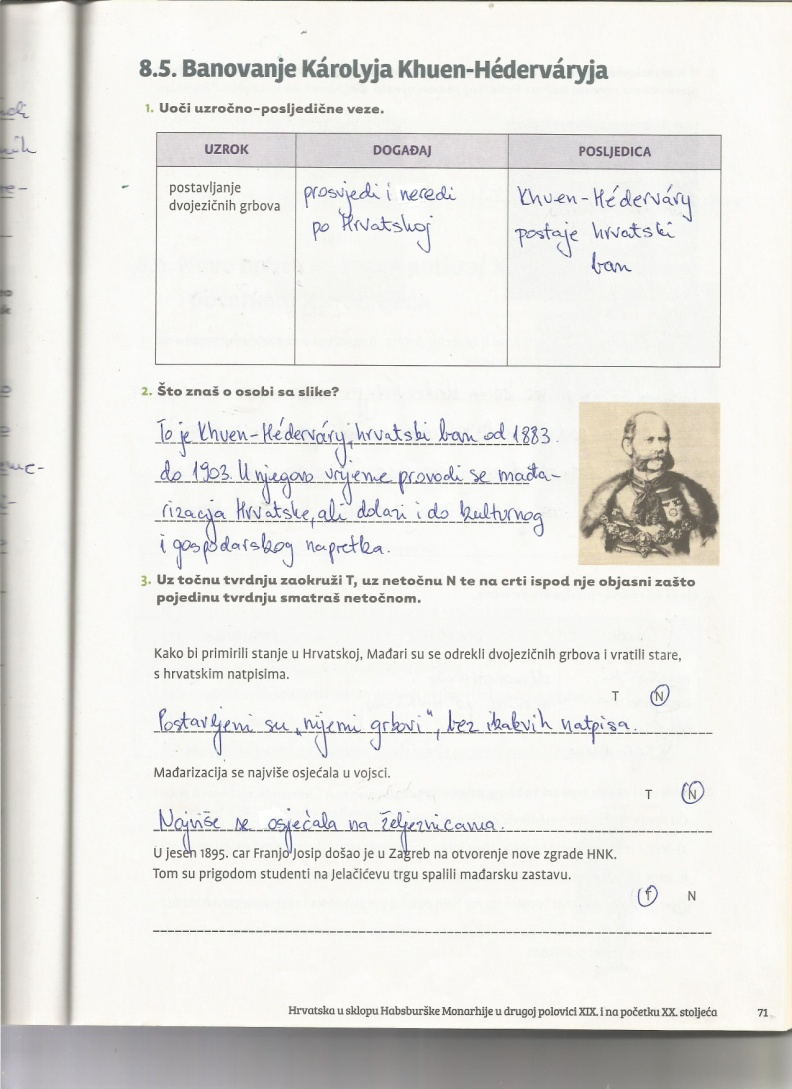 8.5. Banovanje Károlyja Khuen-Héderváryja
1. Uoči uzročno-posljedične veze.
UZROK
DOGAĐAJ
POSLJEDICA
postavljanje
dvojezičnih grbova
prosvjedi i neredi
po Hrvatskoj
Khuen-Héderváry
postaje hrvatski
ban
2. Što znaš o osobi sa slike?
To je Khuen-Héderváry, hrvatski ban od 1883.
do 1903. U njegovo vrijeme provodi se mađa-
rizacija Hrvatske, ali dolazi i do kulturnog
i gospodarskog napretka.
3. Uz točnu tvrdnju zaokruži T, uz netočnu N te na crti ispod nje objasni zašto
pojedinu tvrdnju smatraš netočnom.
Kako bi primirili stanje u Hrvatskoj, Mađari su se odrekli dvojezičnih grbova i vratili stare,
s hrvatskim natpisima.
T N
Postavljeni su „nijemi grbovi", bez ikakvih natpisa.
Mađarizacija se najviše osjećala u vojsci.
T N
Najviše se osjećala na željeznicama.
U jesen 1895. car Franjo Josip došao je u Zagreb na otvorenje nove zgrade HNK.
Tom su prigodom studenti na Jelačićevu trgu spalili mađarsku zastavu.
T N
Hrvatska u sklopu Habsburške Monarhije u drugoj polovici XIX. i na početku XX. stoljeća 71